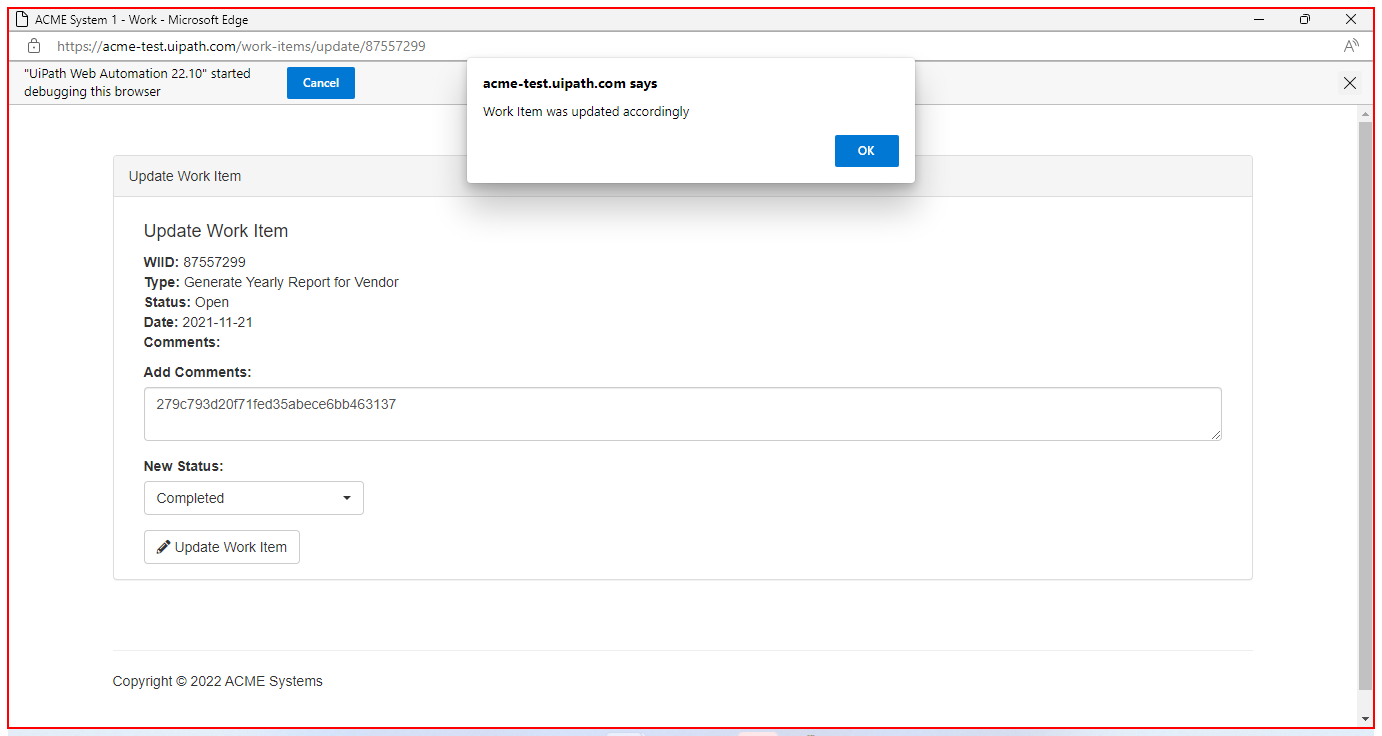 ACME System 1 - Work - Microsoft Edge
https://acme-test.uipath.com/work-items/update/87557299
"UiPath Web Automation 22.10" started
debugging this browser
Cancel
acme-test.uipath.com says
Work Item was updated accordingly
OK
Update Work Item
Update Work Item
WIID: 87557299
Type: Generate Yearly Report for Vendor
Status: Open
Date: 2021-11-21
Comments:
Add Comments:
279c793d20f71fed35abece6bb463137
New Status:
Completed
Update Work Item
Copyright © 2022 ACME Systems